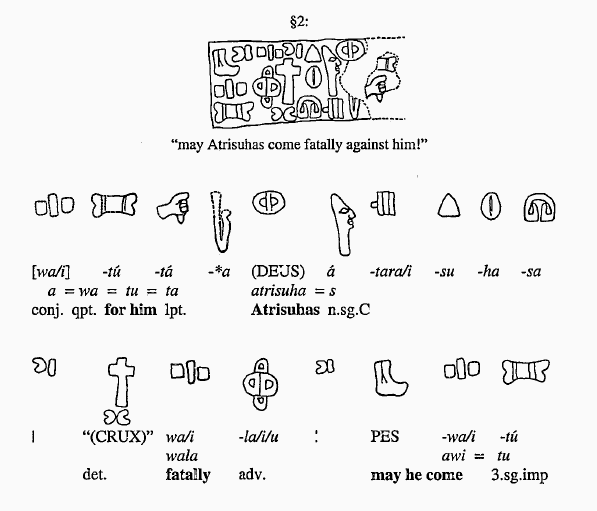 §2:
“may Atrisuhas come fatally against him!”
[wa/i] -tú -tá -*a (DEUS) á -tara/i -su -ha -sa
a = wa = tu = ta atrisuha = s
conj. qpt. for him lpt. Atrisuhas n.sg.C
| “(CRUX)” wa/i -la/i/u PES -wa/i -tú
wala awi = tu
det. fatally adv. may he come 3.sg.imp